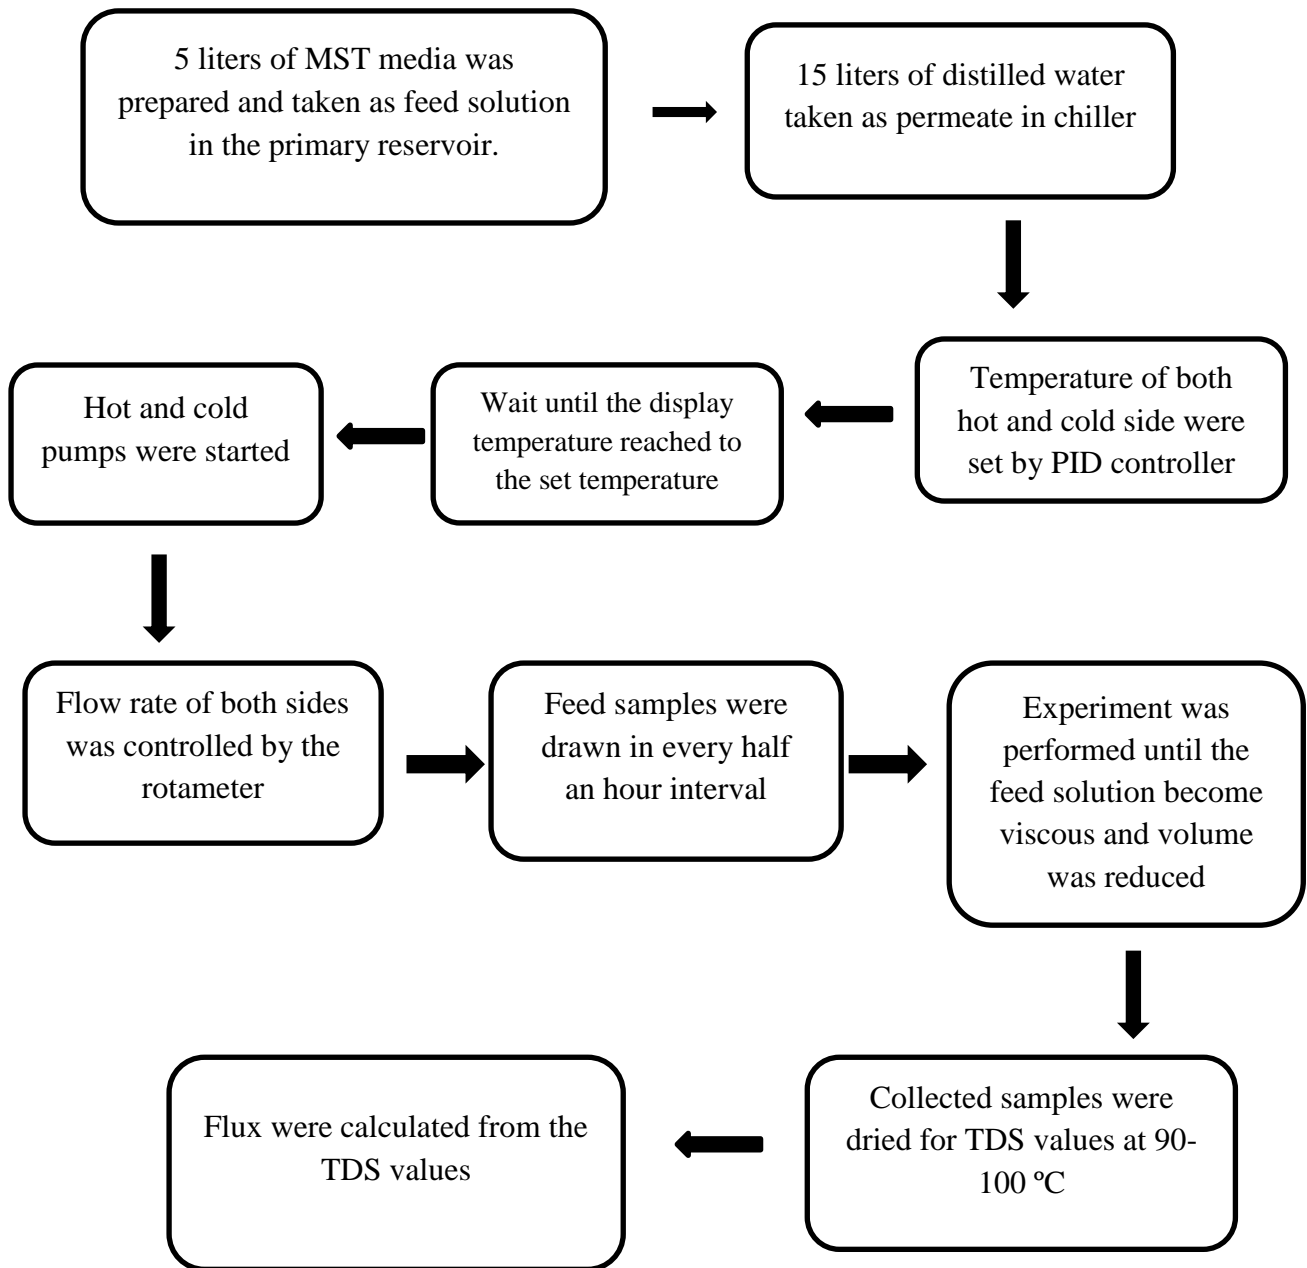 5 liters of MST media was
prepared and taken as feed solution
in the primary reservoir.
15 liters of distilled water
taken as permeate in chiller
Temperature of both
hot and cold side were
set by PID controller
Wait until the display
temperature reached to
the set temperature
Hot and cold
pumps were started
Flow rate of both sides
was controlled by the
rotameter
Feed samples were
drawn in every half
an hour interval
Experiment was
performed until the
feed solution become
viscous and volume
was reduced
Collected samples were
dried for TDS values at 90-
100 ºC
Flux were calculated from the
TDS values